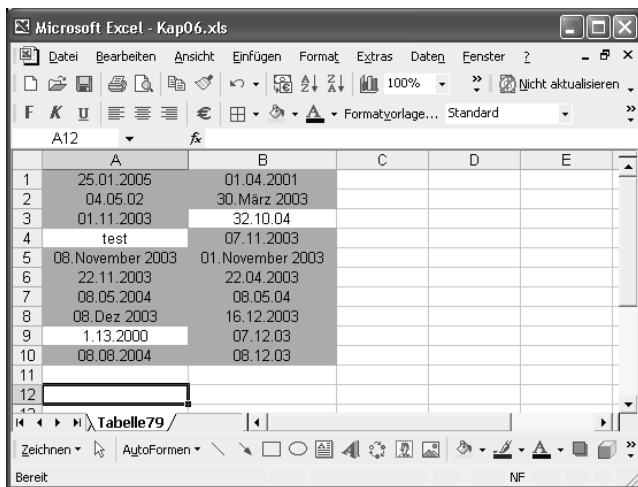 Microsoft Excel - Kap06.xls
Datei Bearbeiten Ansicht Einfügen Format Extras Daten Fenster ?
100% » Nicht aktualisieren
F K U € Formatvorlage... Standard »
A12 fx
A B C D E
1 25.01.2005 01.04.2001
2 04.05.02 30.März 2003
3 01.11.2003 32.10.04
4 test 07.11.2003
5 08.November 2003 01.November 2003
6 22.11.2003 22.04.2003
7 08.05.2004 08.05.04
8 08.Dez 2003 16.12.2003
9 1.13.2000 07.12.03
10 08.08.2004 08.12.03
11
12
Tabelle79
Zeichnen AutoFormen »
Bereit NF